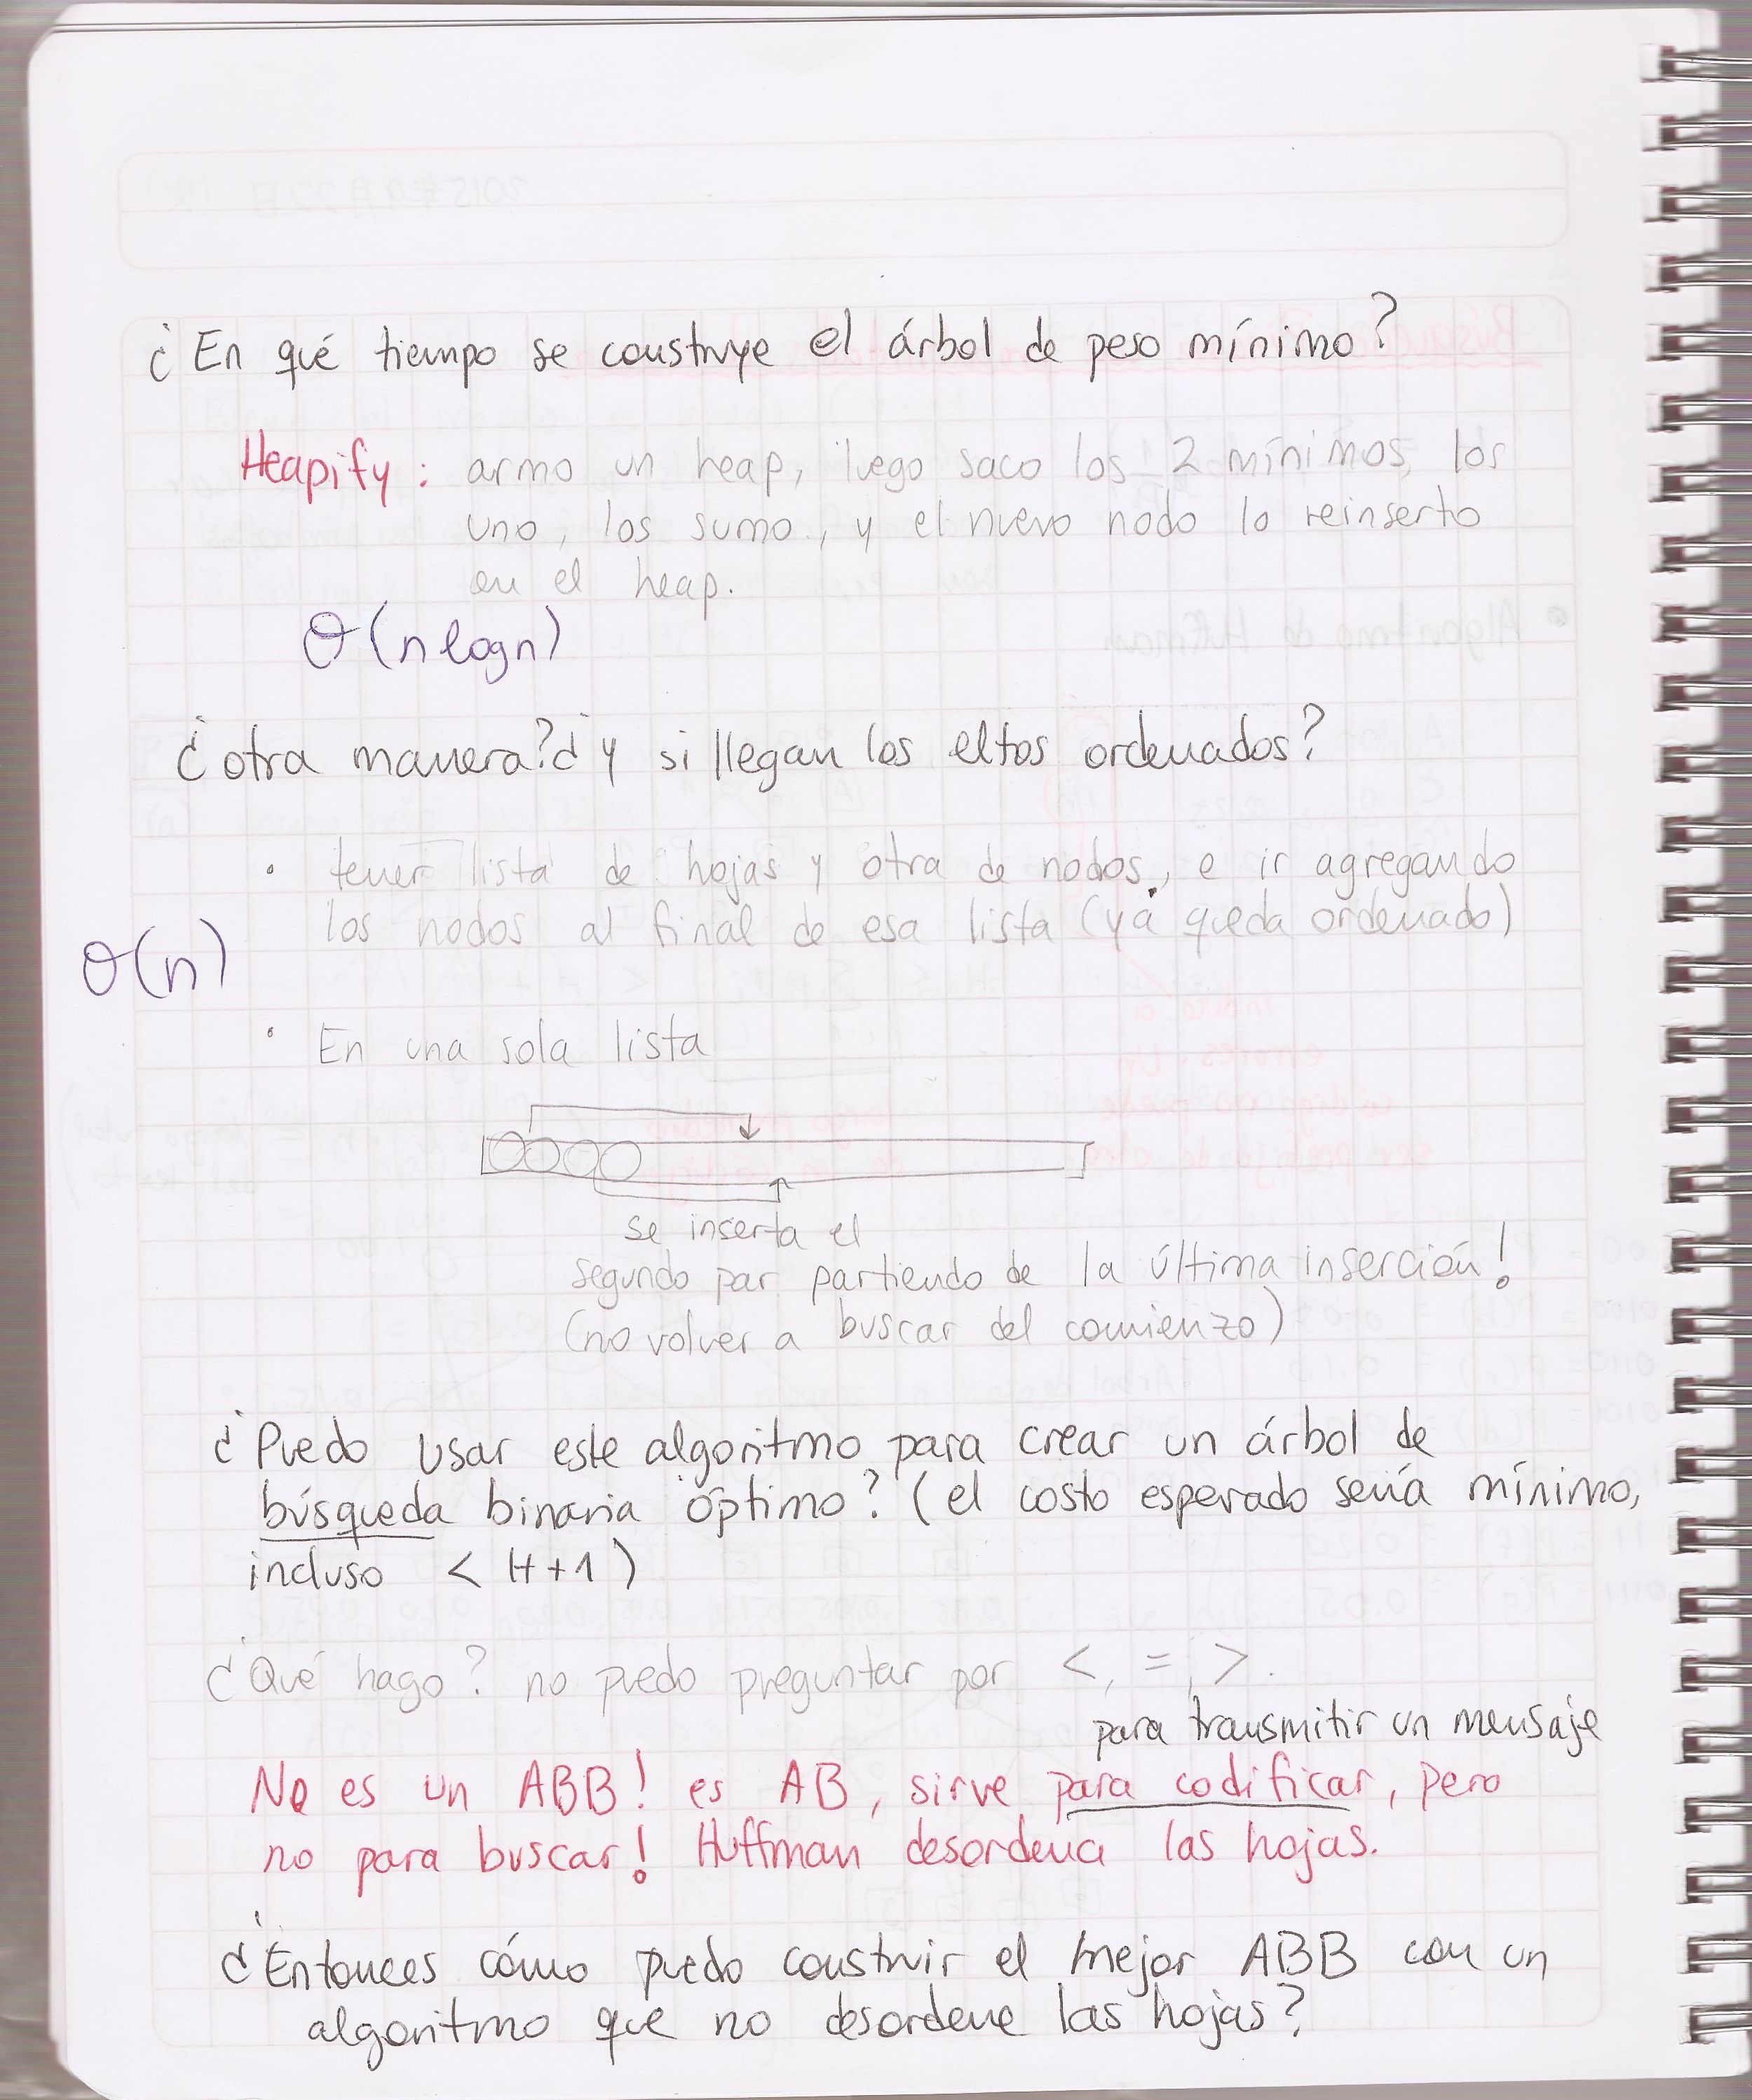 ¿En qué tiempo se construye el árbol de peso mínimo?
Heapify: armo un heap, luego saco los 2 mínimos, los
uno, los sumo, y el nuevo nodo lo reinserto
en el heap.
Θ(n log n)
¿otra manera? ¿y si llegan los eltos ordenados?
• tener lista de hojas y otra de nodos, e ir agregando
los nodos al final de esa lista (ya queda ordenado)
Θ(n)
• En una sola lista
se inserta el
segundo par partiendo de la última inserción!
(no volver a buscar del comienzo)
¿Puedo usar este algoritmo para crear un árbol de
búsqueda binaria óptimo? (el costo esperado sería mínimo,
incluso < H+1)
¿Qué hago? no puedo preguntar por <, =, >.
para transmitir un mensaje
No es un ABB! es AB, sirve para codificar, pero
no para buscar! Huffman desordena las hojas.
¿Entonces cómo puedo construir el mejor ABB con un
algoritmo que no desordene las hojas?